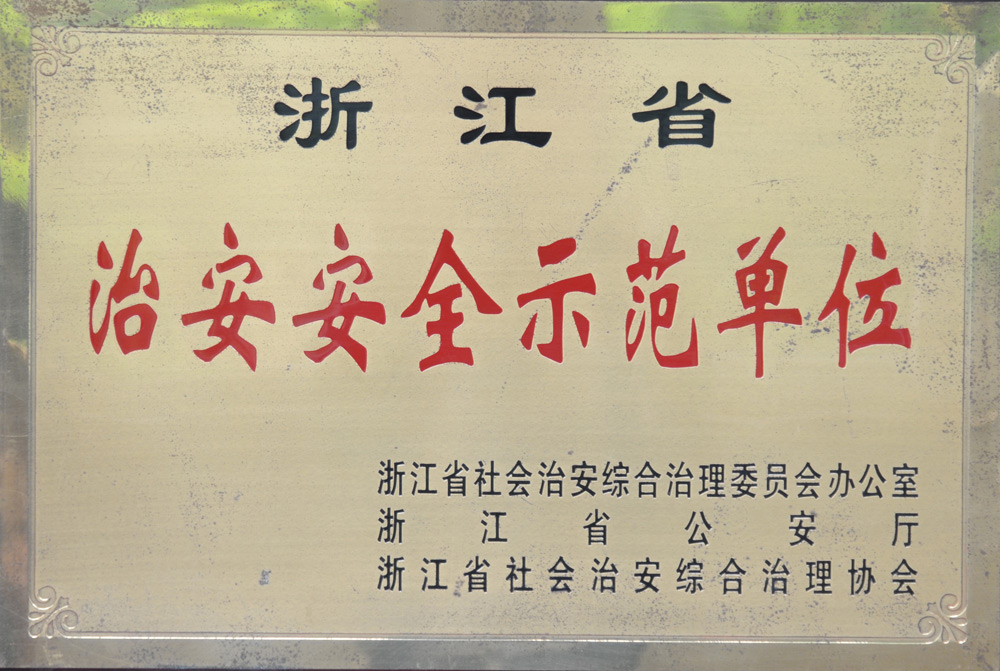 浙江省
治安安全示范单位
浙江省社会治安综合治理委员会办公室
浙江省公安厅
浙江省社会治安综合治理协会